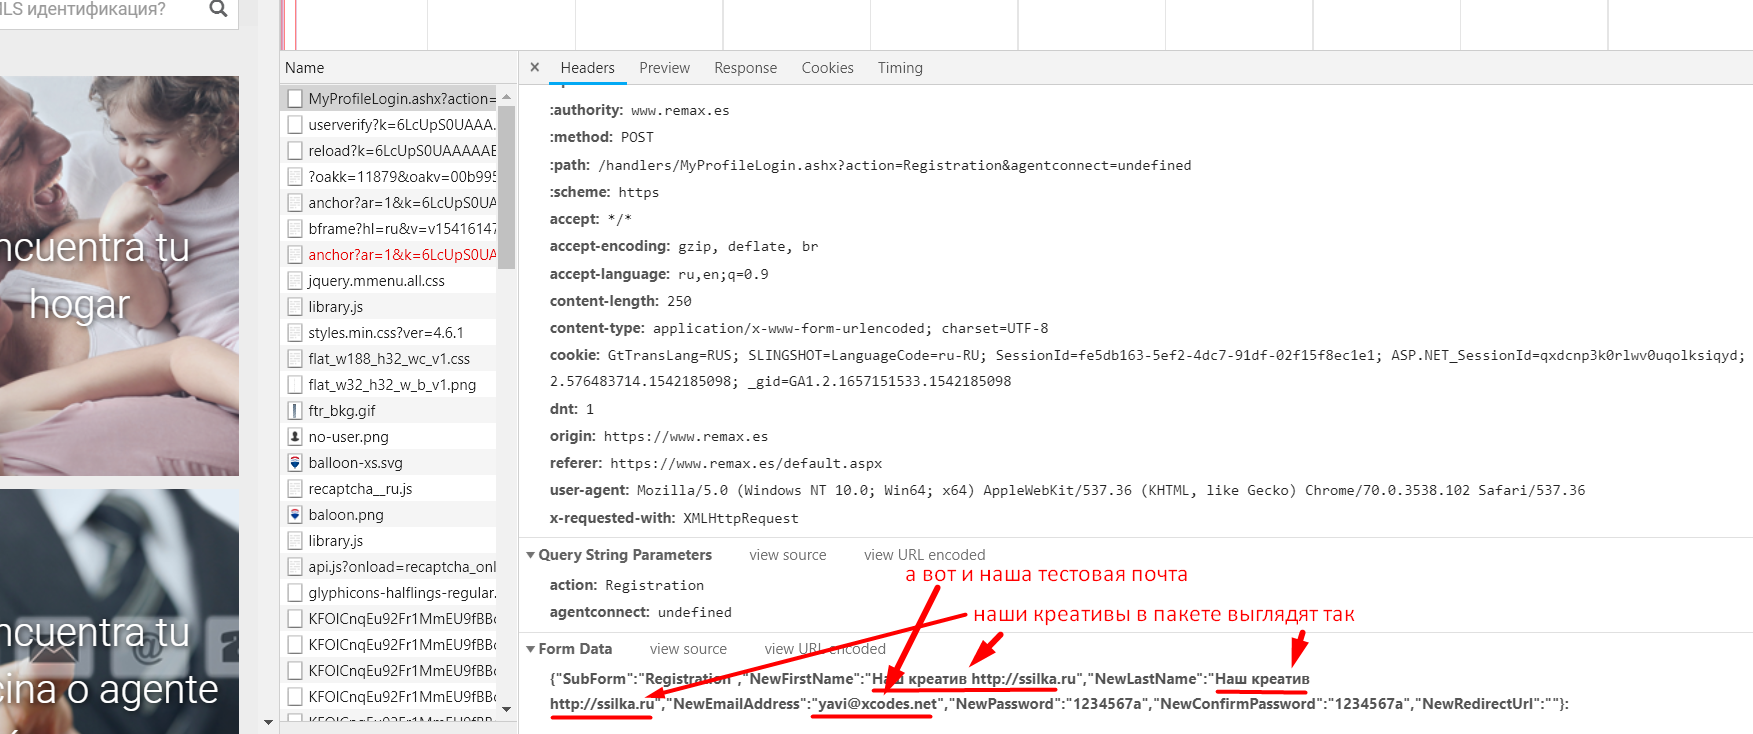 ILS идентификация?
ncuentra tu
hogar
ncuentra tu
cina o agente
Name
MyProfileLogin.ashx?action=
userverify?k=6LcUpS0UAAA.
reload?k=6LcUpS0UAAAAAE
?oakk=11879&oakv=00b995
anchor?ar=1&k=6LcUpS0UA
bframe?hl=ru&v=v15416147
anchor?ar=1&k=6LcUpS0UA
jquery.mmenu.all.css
library.js
styles.min.css?ver=4.6.1
flat_w188_h32_wc_v1.css
flat_w32_h32_w_b_v1.png
ftr_bkg.gif
no-user.png
balloon-xs.svg
recaptcha__ru.js
baloon.png
library.js
api.js?onload=recaptcha_onl
glyphicons-halflings-regular.
KFOlCnqEu92Fr1MmEU9fBBc
KFOlCnqEu92Fr1MmEU9fBBc
KFOlCnqEu92Fr1MmEU9fBBc
KFOlCnqEu92Fr1MmEU9fBBc
× Headers Preview Response Cookies Timing
:authority: www.remax.es
:method: POST
:path: /handlers/MyProfileLogin.ashx?action=Registration&agentconnect=undefined
:scheme: https
accept: */*
accept-encoding: gzip, deflate, br
accept-language: ru,en;q=0.9
content-length: 250
content-type: application/x-www-form-urlencoded; charset=UTF-8
cookie: GtTransLang=RUS; SLINGSHOT=LanguageCode=ru-RU; SessionId=fe5db163-5ef2-4dc7-91df-02f15f8ec1e1; ASP.NET_SessionId=qxdcnp3k0rlwv0uqolksiqyd;
2.576483714.1542185098; _gid=GA1.2.1657151533.1542185098
dnt: 1
origin: https://www.remax.es
referer: https://www.remax.es/default.aspx
user-agent: Mozilla/5.0 (Windows NT 10.0; Win64; x64) AppleWebKit/537.36 (KHTML, like Gecko) Chrome/70.0.3538.102 Safari/537.36
x-requested-with: XMLHttpRequest
Query String Parameters view source view URL encoded
а вот и наша тестовая почта
action: Registration
agentconnect: undefined
наши креативы в пакете выглядят так
Form Data view source view URL encoded
{"SubForm":"Registration","NewFirstName":"Наш креатив http://ssilka.ru","NewLastName":"Наш креатив
http://ssilka.ru","NewEmailAddress":"yavi@xcodes.net","NewPassword":"1234567a","NewConfirmPassword":"1234567a","NewRedirectUrl":""}: